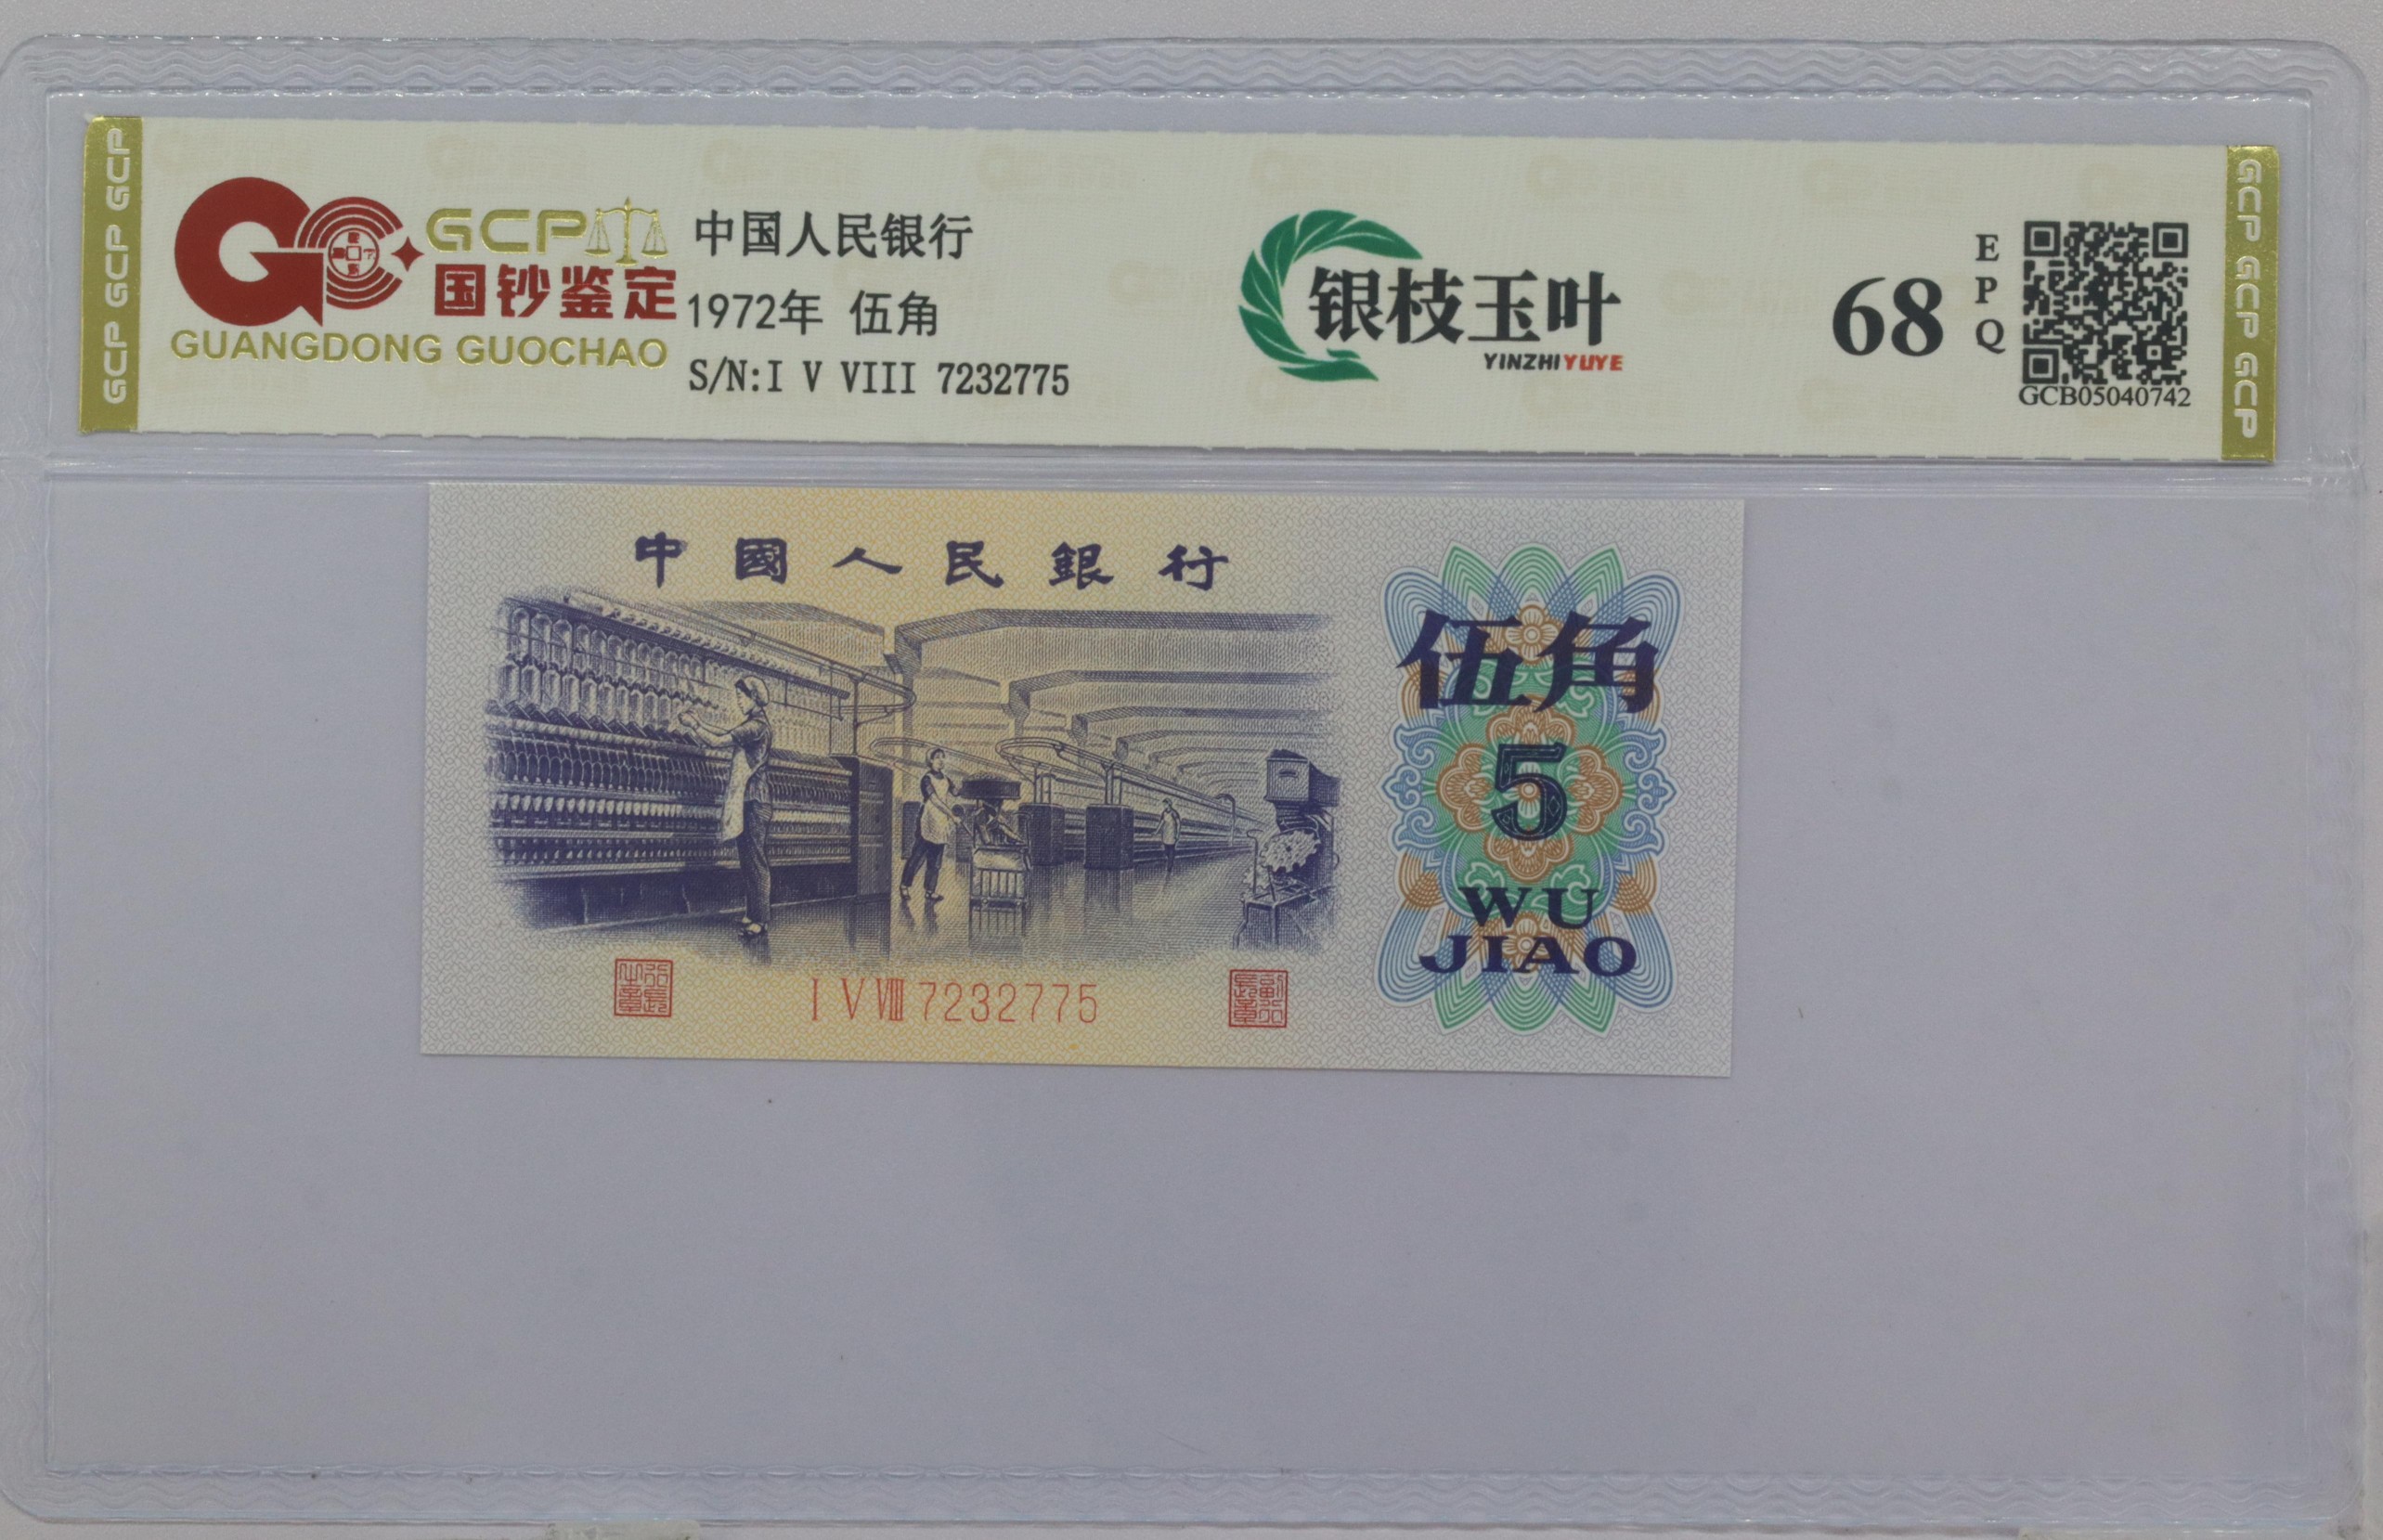 GCP GCP GCP
GCP
国钞鉴定
GUANGDONG GUOCHAO
中国人民银行
1972年 伍角
S/N:I V VIII 7232775
银枝玉叶
YINZHIYUYE
68
EPQ
GCB05040742
GCP GCP GCP
中國人民銀行
伍角
5
WU
JIAO
I V VIII 7232775